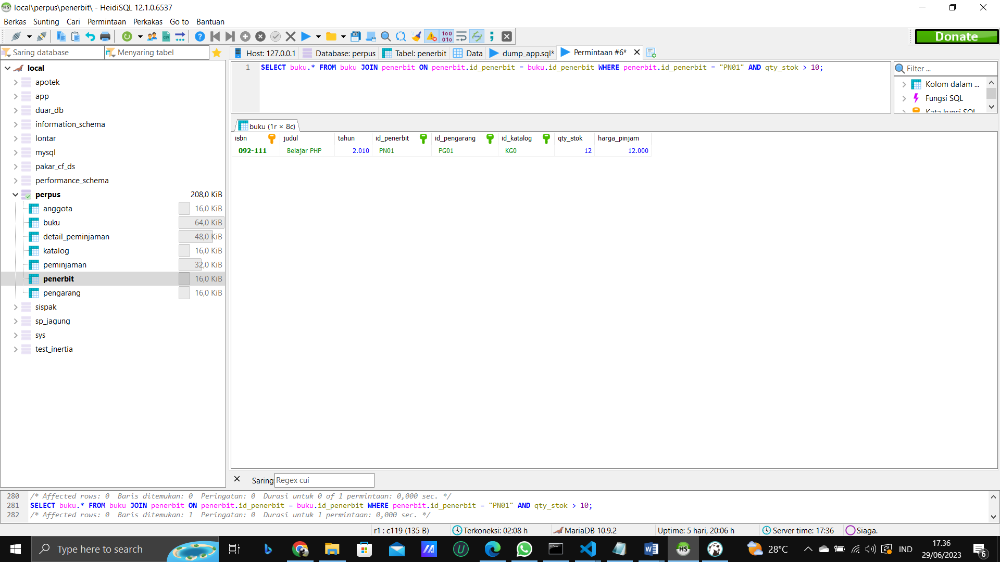 local\perpus\penerbit\ - HeidiSQL 12.1.0.6537
Berkas Sunting Cari Permintaan Perkakas Go to Bantuan
Donate
Saring database Menyaring tabel
Host: 127.0.0.1 Database: perpus Tabel: penerbit Data dump_app.sql* Permintaan #6*
local
apotek
app
duar_db
information_schema
lontar
mysql
pakar_cf_ds
performance_schema
perpus 208,0 KiB
anggota 16,0 KiB
buku 64,0 KiB
detail_peminjaman 48,0 KiB
katalog 16,0 KiB
peminjaman 32,0 KiB
penerbit 16,0 KiB
pengarang 16,0 KiB
sispak
sp_jagung
sys
test_inertia
1 SELECT buku.* FROM buku JOIN penerbit ON penerbit.id_penerbit = buku.id_penerbit WHERE penerbit.id_penerbit = "PN01" AND qty_stok > 10;
Filter ...
Kolom dalam ...
Fungsi SQL
Kata kunci SQL
buku (1r × 8c)
isbn judul tahun id_penerbit id_pengarang id_katalog qty_stok harga_pinjam
092-111 Belajar PHP 2.010 PN01 PG01 KG0 12 12.000
Saring Regex cui
280 /* Affected rows: 0 Baris ditemukan: 0 Peringatan: 0 Durasi untuk 0 of 1 permintaan: 0,000 sec. */
281 SELECT buku.* FROM buku JOIN penerbit ON penerbit.id_penerbit = buku.id_penerbit WHERE penerbit.id_penerbit = "PN01" AND qty_stok > 10;
282 /* Affected rows: 0 Baris ditemukan: 1 Peringatan: 0 Durasi untuk 1 permintaan: 0,000 sec. */
r1 : c119 (135 B) Terkoneksi: 02:08 h MariaDB 10.9.2 Uptime: 5 hari, 20:06 h Server time: 17:36 Siaga.
Type here to search
28°C IND
17.36
29/06/2023
6